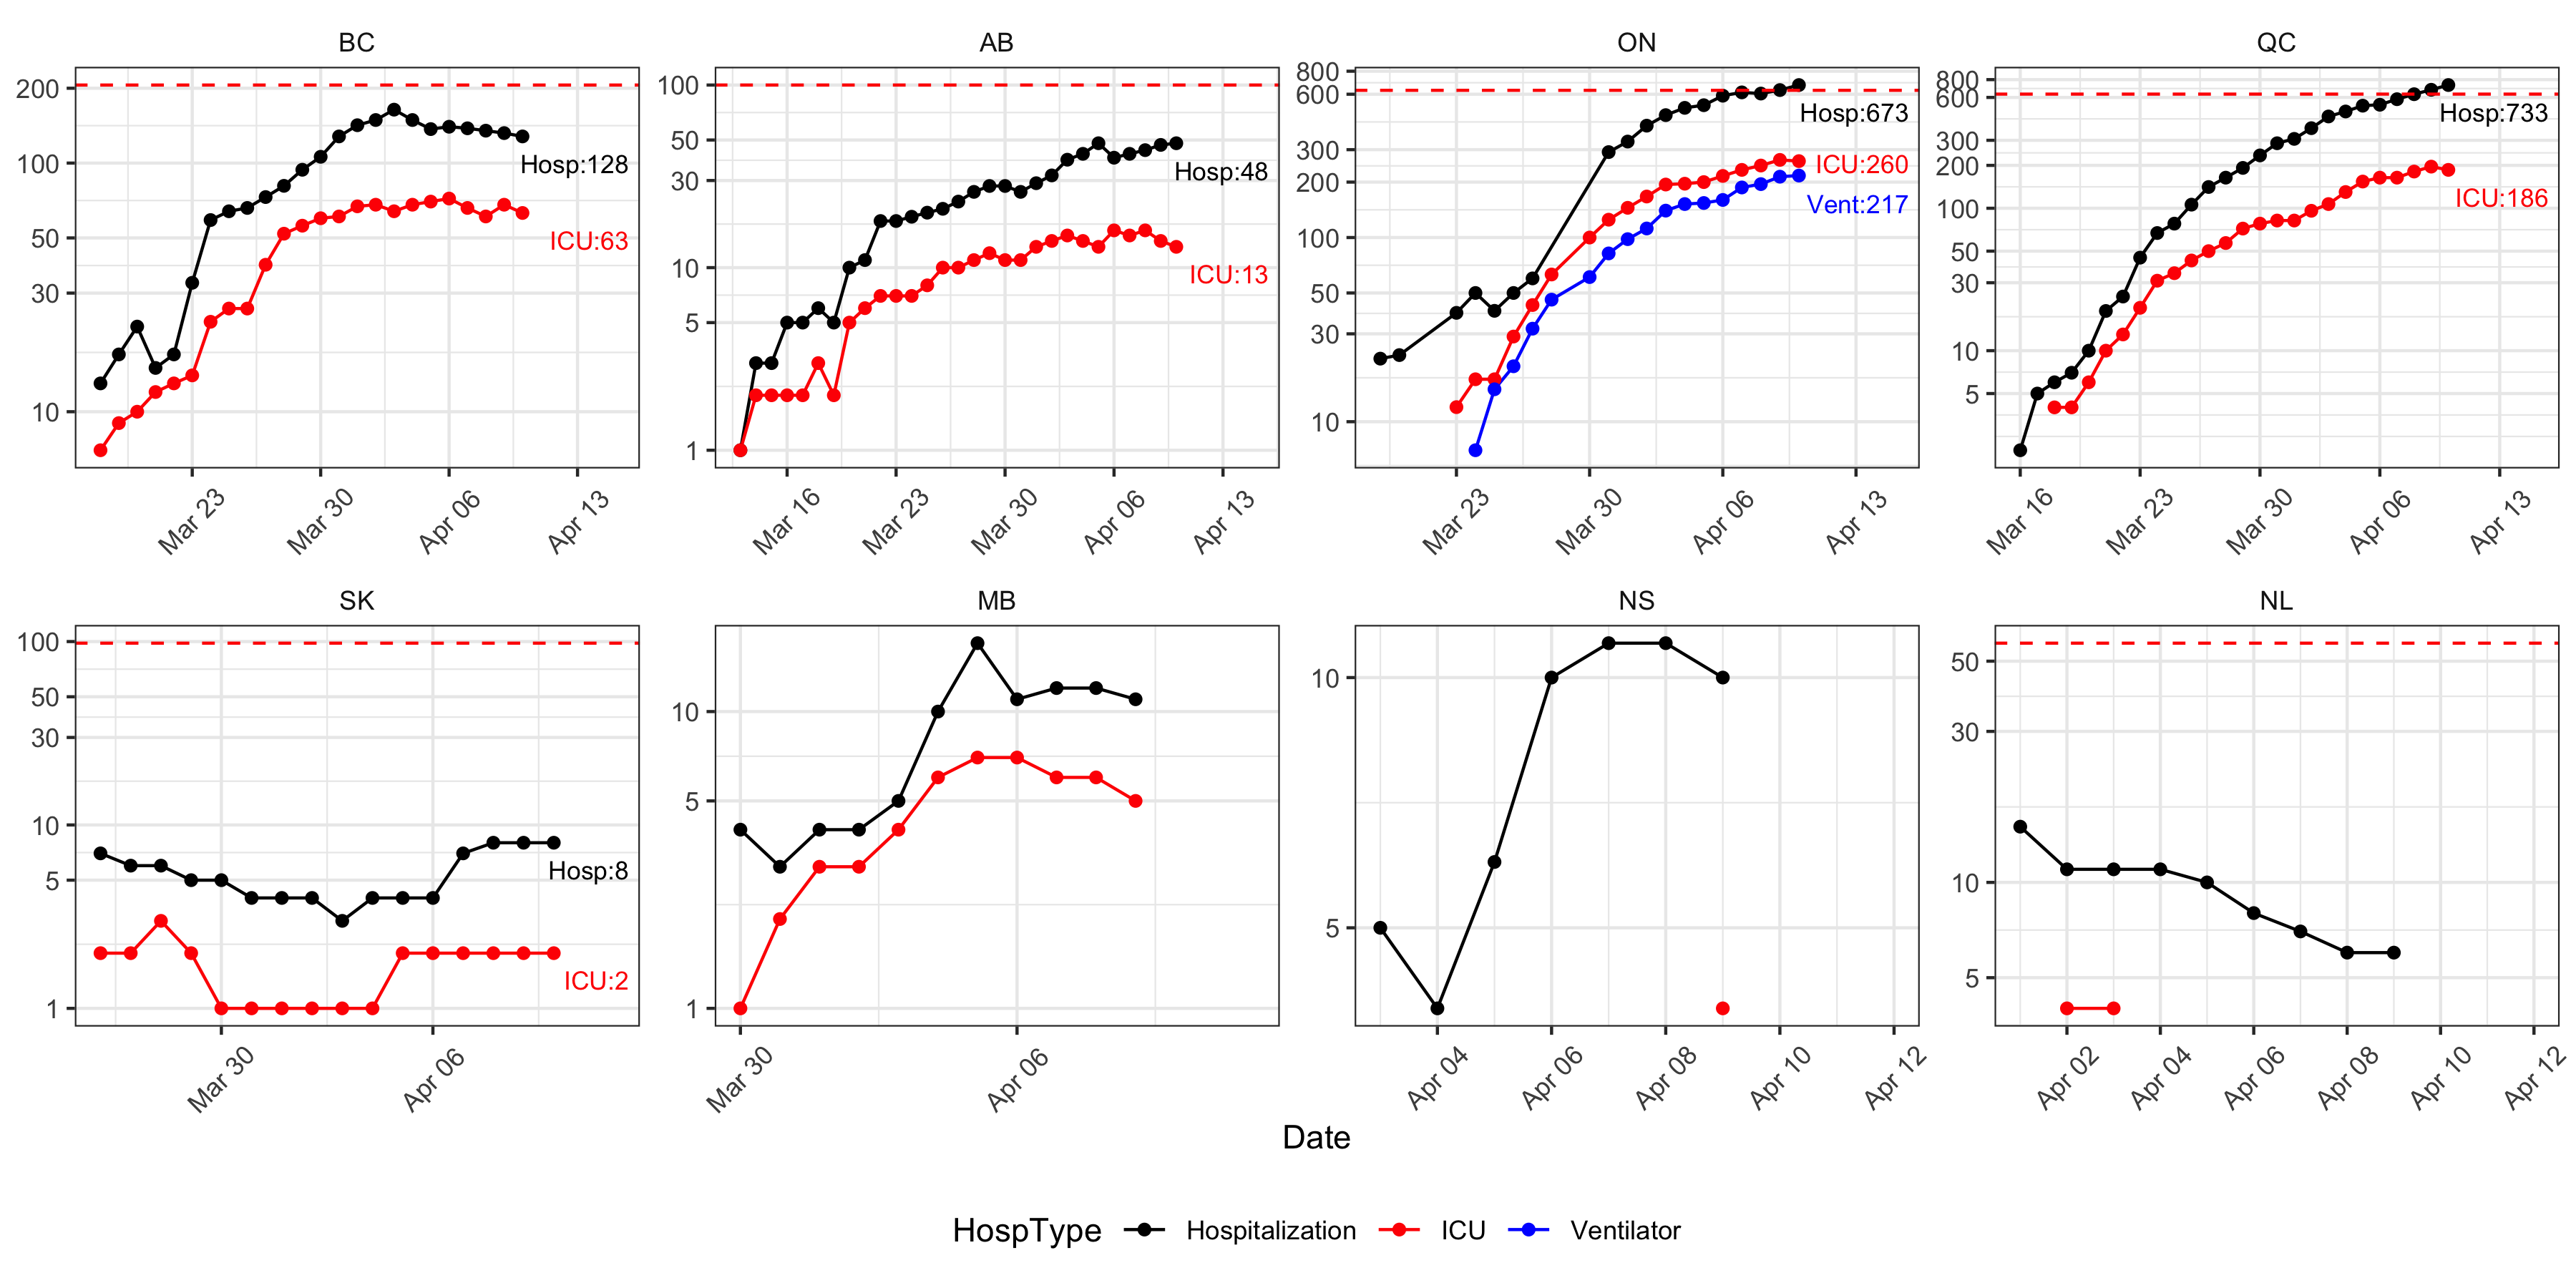 BC
AB
ON
QC
200
100
50
30
10
Hosp:128
ICU:63
Mar 23
Mar 30
Apr 06
Apr 13
100
50
30
10
5
1
Hosp:48
ICU:13
Mar 16
Mar 23
Mar 30
Apr 06
Apr 13
800
600
300
200
100
50
30
10
Hosp:673
ICU:260
Vent:217
Mar 23
Mar 30
Apr 06
Apr 13
800
600
300
200
100
50
30
10
5
Hosp:733
ICU:186
Mar 16
Mar 23
Mar 30
Apr 06
Apr 13
SK
MB
NS
NL
100
50
30
10
5
1
Hosp:8
ICU:2
Mar 30
Apr 06
10
5
1
Mar 30
Apr 06
10
5
Apr 04
Apr 06
Apr 08
Apr 10
Apr 12
50
30
10
5
Apr 02
Apr 04
Apr 06
Apr 08
Apr 10
Apr 12
Date
HospType Hospitalization ICU Ventilator